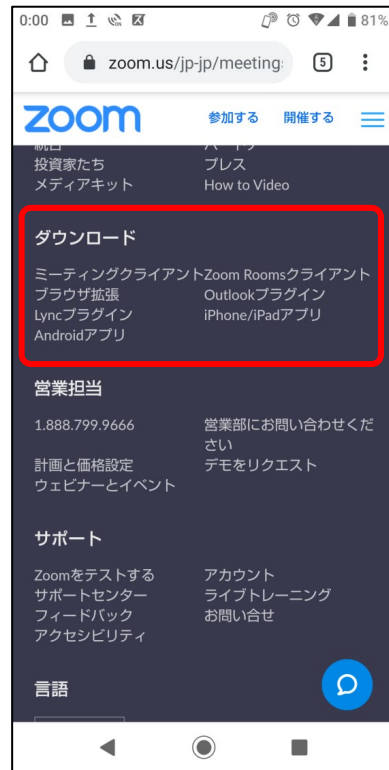 0:00
81%
zoom.us/jp-jp/meeting
5
zoom 参加する 開催する
投資家たち プレス
メディアキット How to Video
ダウンロード
ミーティングクライアント Zoom Roomsクライアント
ブラウザ拡張 Outlookプラグイン
Lyncプラグイン iPhone/iPadアプリ
Androidアプリ
営業担当
1.888.799.9666 営業部にお問い合わせくだ
さい
計画と価格設定 デモをリクエスト
ウェビナーとイベント
サポート
Zoomをテストする アカウント
サポートセンター ライブトレーニング
フィードバック お問い合せ
アクセシビリティ
言語